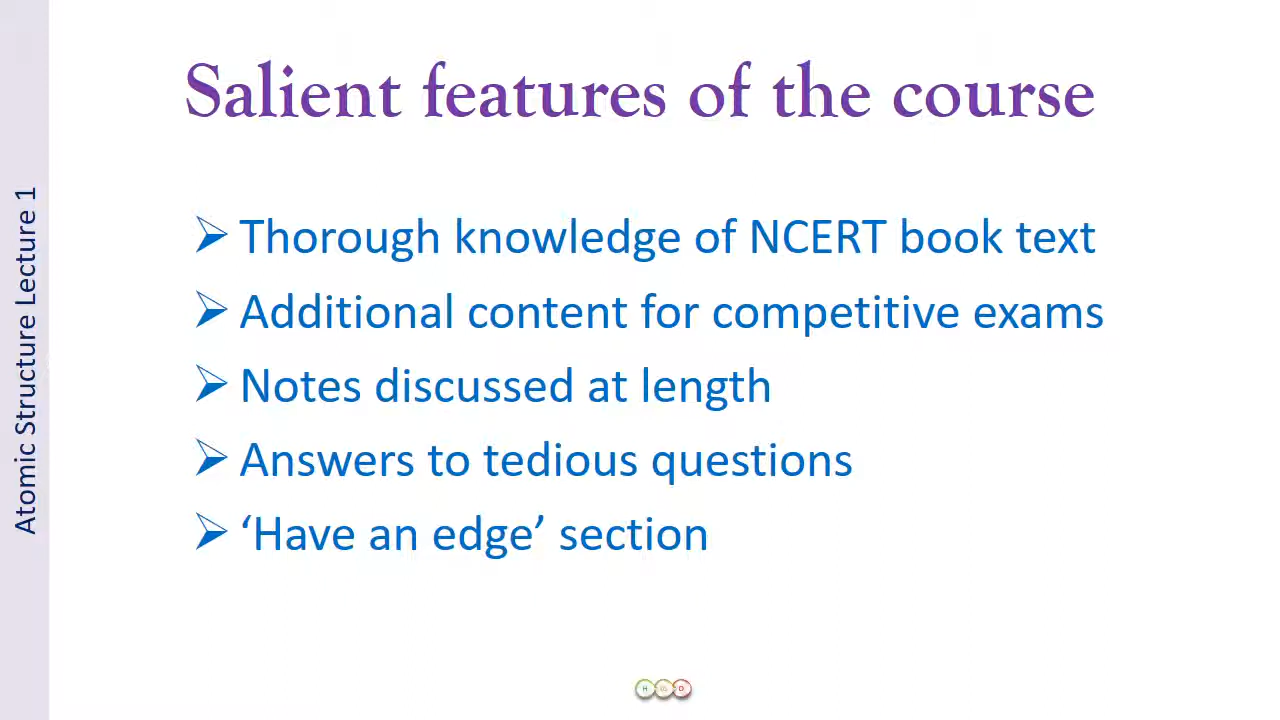 Salient features of the course
Atomic Structure Lecture 1
Thorough knowledge of NCERT book text
Additional content for competitive exams
Notes discussed at length
Answers to tedious questions
‘Have an edge’ section